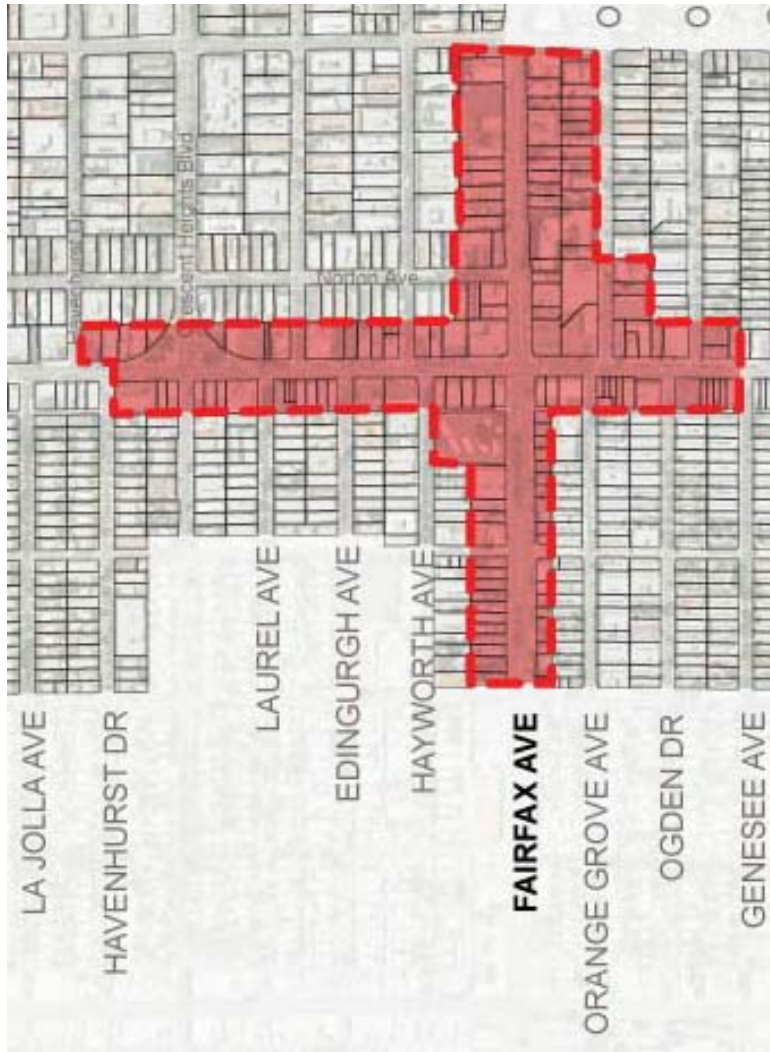 Havenhurst Dr
Crescent Heights Blvd
Norton Ave
LA JOLLA AVE
HAVENHURST DR
LAUREL AVE
EDINGURGH AVE
HAYWORTH AVE
FAIRFAX AVE
ORANGE GROVE AVE
OGDEN DR
GENESEE AVE